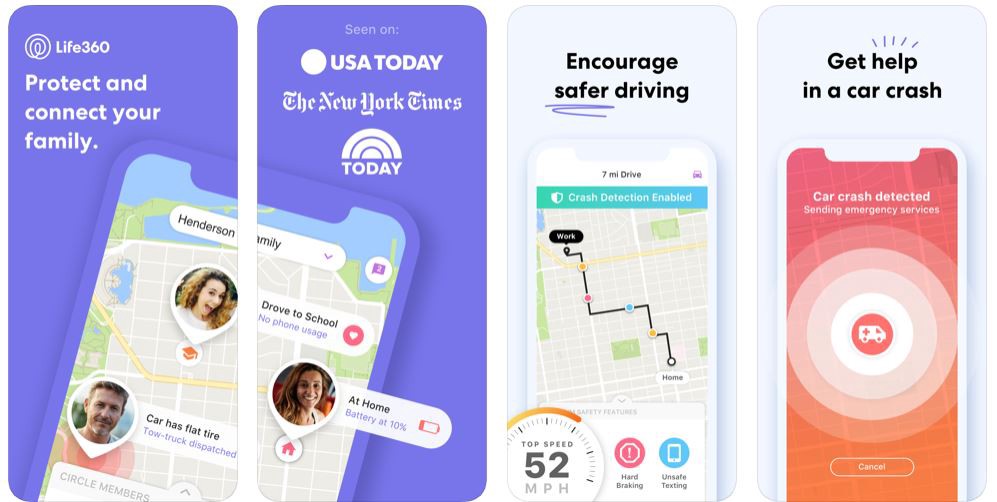 Life360
Protect and
connect your
family.
Henderson
Car has flat tire
Tow-truck dispatched
CIRCLE MEMBERS
Seen on:
USA TODAY
The New York Times
TODAY
amily
2
Drove to School
No phone usage
At Home
Battery at 10%
Encourage
safer driving
7 mi Drive
Crash Detection Enabled
Work
Home
SAFETY FEATURES
TOP SPEED
52
MPH
Hard
Braking
Unsafe
Texting
Get help
in a car crash
Car crash detected
Sending emergency services
Cancel